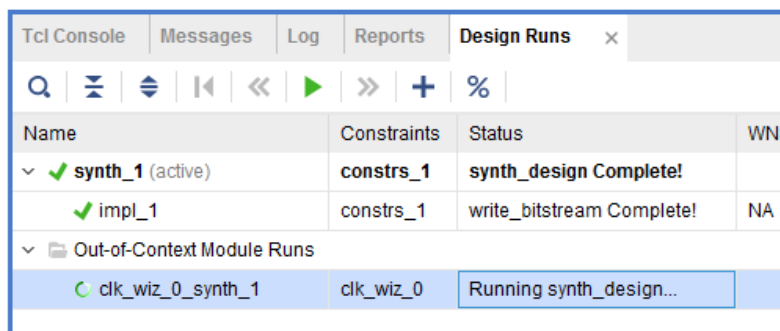 Tcl Console Messages Log Reports Design Runs ×
%
Name Constraints Status WN
synth_1 (active) constrs_1 synth_design Complete!
impl_1 constrs_1 write_bitstream Complete! NA
Out-of-Context Module Runs
clk_wiz_0_synth_1 clk_wiz_0 Running synth_design...